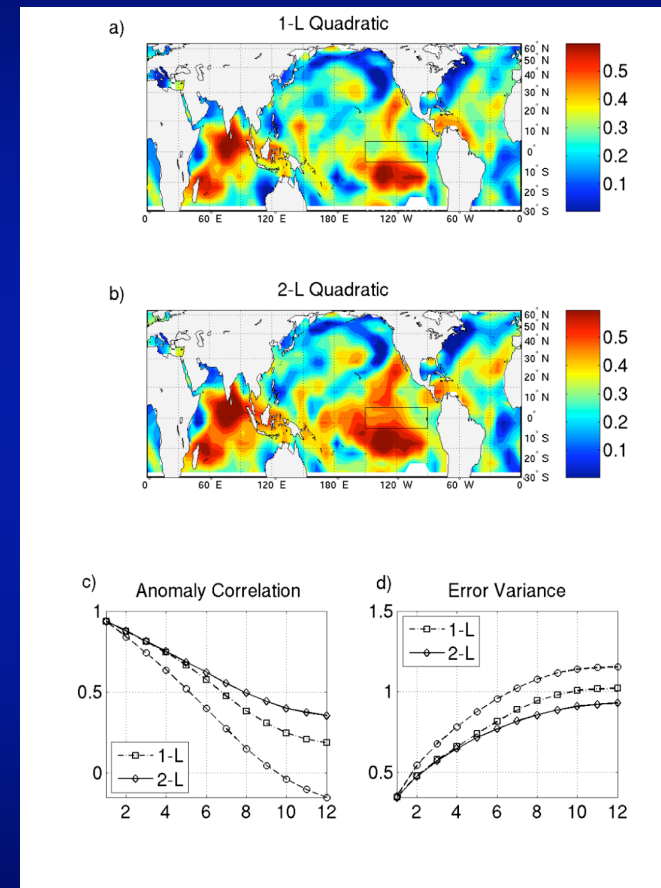 a)
1-L Quadratic
60° N
50° N
40° N
30° N
20° N
10° N
0°
10° S
20° S
30° S
0 60 E 120 E 180 E 120 W 60 W 0
0.5
0.4
0.3
0.2
0.1
b)
2-L Quadratic
60° N
50° N
40° N
30° N
20° N
10° N
0°
10° S
20° S
30° S
0 60 E 120 E 180 E 120 W 60 W 0
0.5
0.4
0.3
0.2
0.1
c)
Anomaly Correlation
1
0.5
0
1-L
2-L
2 4 6 8 10 12
d)
Error Variance
1.5
1
0.5
1-L
2-L
2 4 6 8 10 12